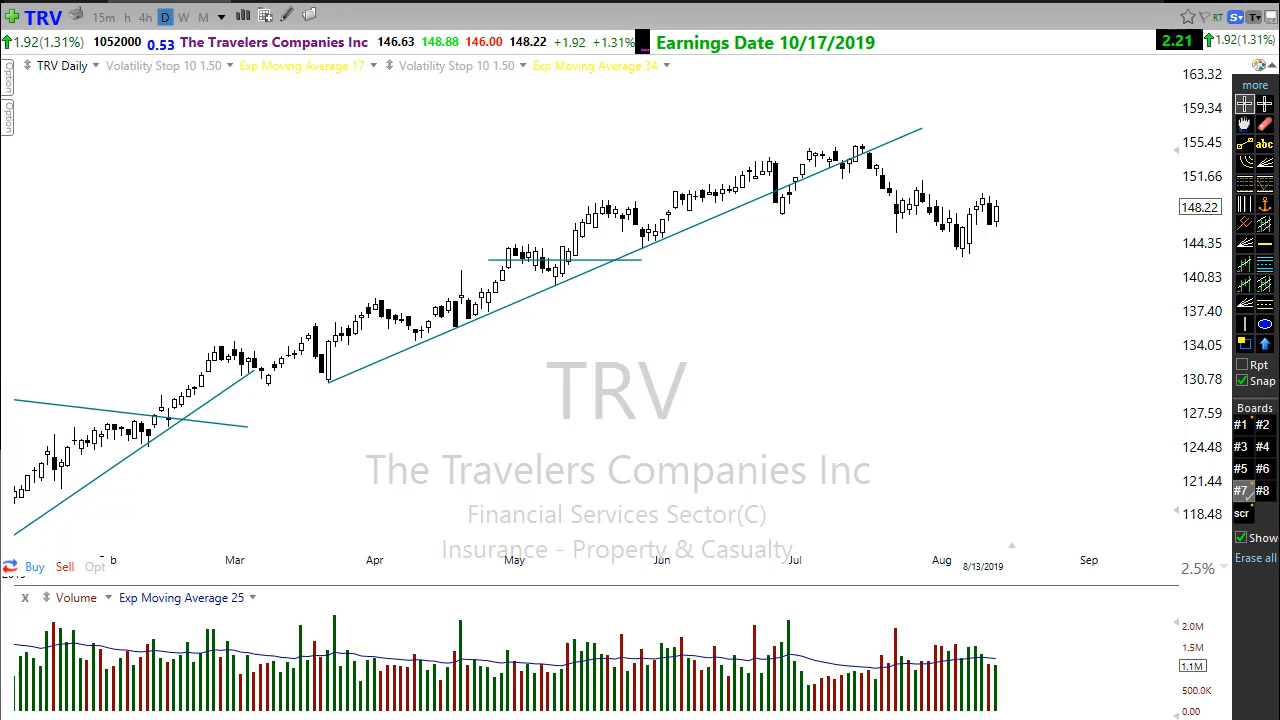 TRV 15m h 4h D W M RT S T
1.92(1.31%) 1052000 0.53 The Travelers Companies Inc 146.63 148.88 146.00 148.22 +1.92 +1.31% Earnings Date 10/17/2019 2.21 1.92(1.31%)
TRV Daily Volatility Stop 10 1.50 Exp Moving Average 17 Volatility Stop 10 1.50 Exp Moving Average 34
Option
Option
163.32
159.34
155.45
151.66
148.22
144.35
140.83
137.40
134.05
130.78
127.59
124.48
121.44
118.48
2.5%
TRV
The Travelers Companies Inc
Financial Services Sector(C)
Insurance - Property & Casualty
Mar Apr May Jun Jul Aug 8/13/2019 Sep
Buy Sell Opt
x Volume Exp Moving Average 25
2.0M
1.5M
1.1M
500.0K
0.00
more
abc
Rpt
Snap
Boards
#1 #2
#3 #4
#5 #6
#7 #8
scr
Show
Erase all